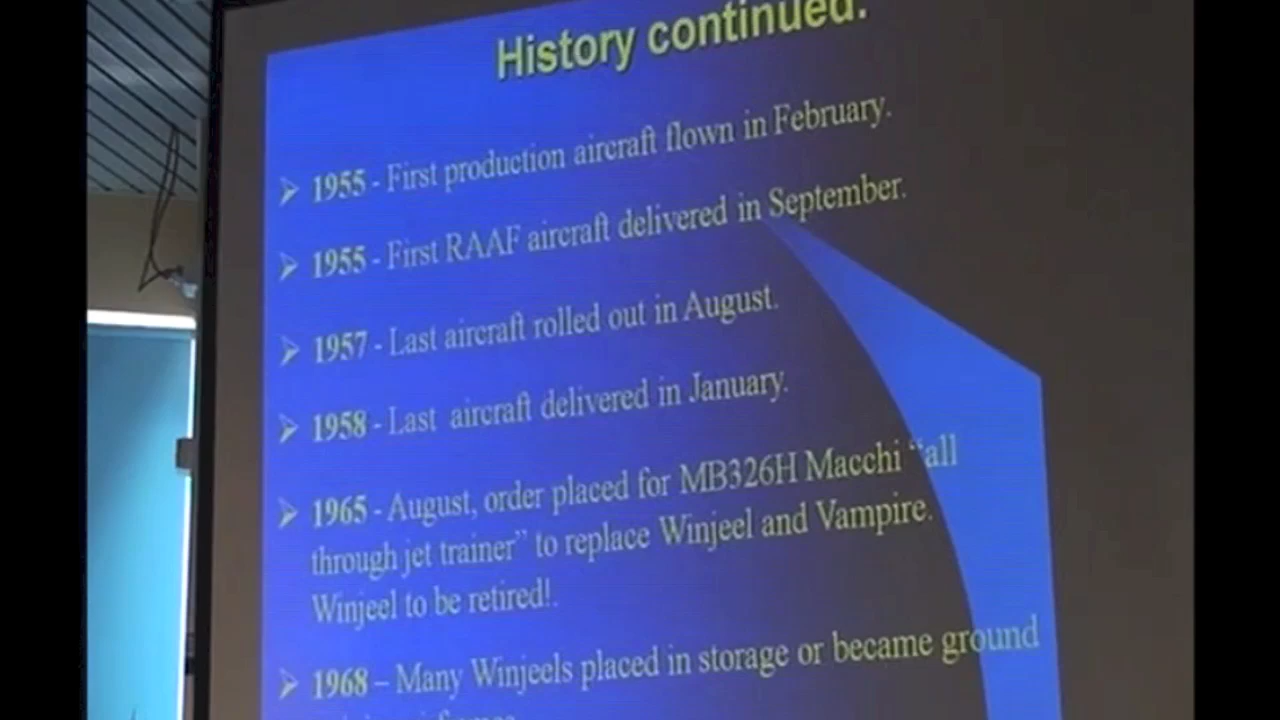 History continued.
➢ 1955 - First production aircraft flown in February.
➢ 1955 - First RAAF aircraft delivered in September.
➢ 1957 - Last aircraft rolled out in August.
➢ 1958 - Last aircraft delivered in January.
➢ 1965 - August, order placed for MB326H Macchi “all
through jet trainer” to replace Winjeel and Vampire.
Winjeel to be retired!.
➢ 1968 – Many Winjeels placed in storage or became ground